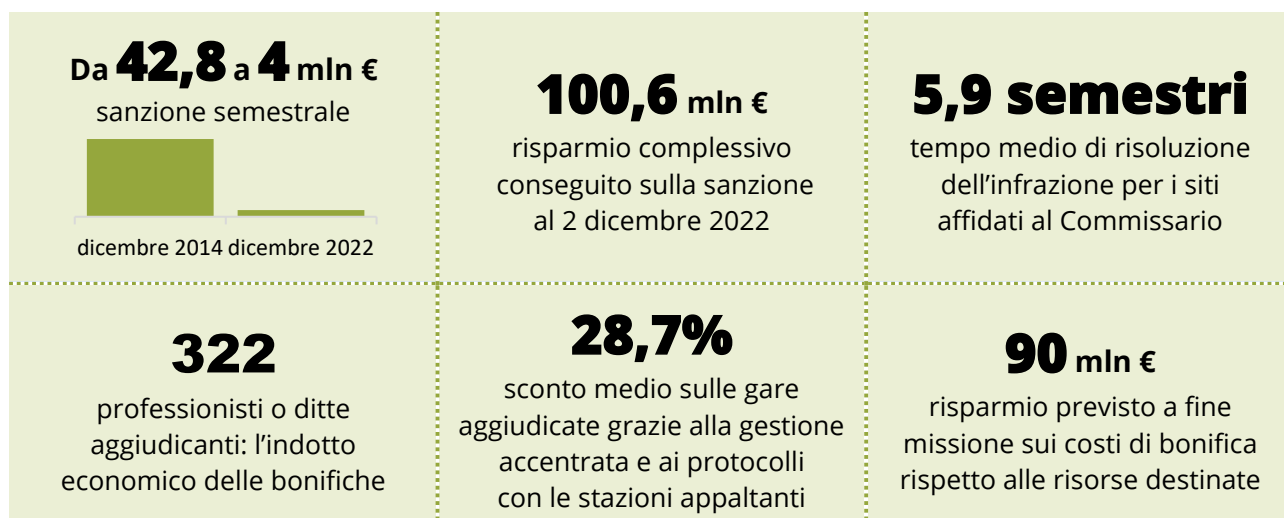 Da 42,8 a 4 mln €
sanzione semestrale
dicembre 2014 dicembre 2022
100,6 mln €
risparmio complessivo
conseguito sulla sanzione
al 2 dicembre 2022
5,9 semestri
tempo medio di risoluzione
dell’infrazione per i siti
affidati al Commissario
322
professionisti o ditte
aggiudicanti: l’indotto
economico delle bonifiche
28,7%
sconto medio sulle gare
aggiudicate grazie alla gestione
accentrata e ai protocolli
con le stazioni appaltanti
90 mln €
risparmio previsto a fine
missione sui costi di bonifica
rispetto alle risorse destinate